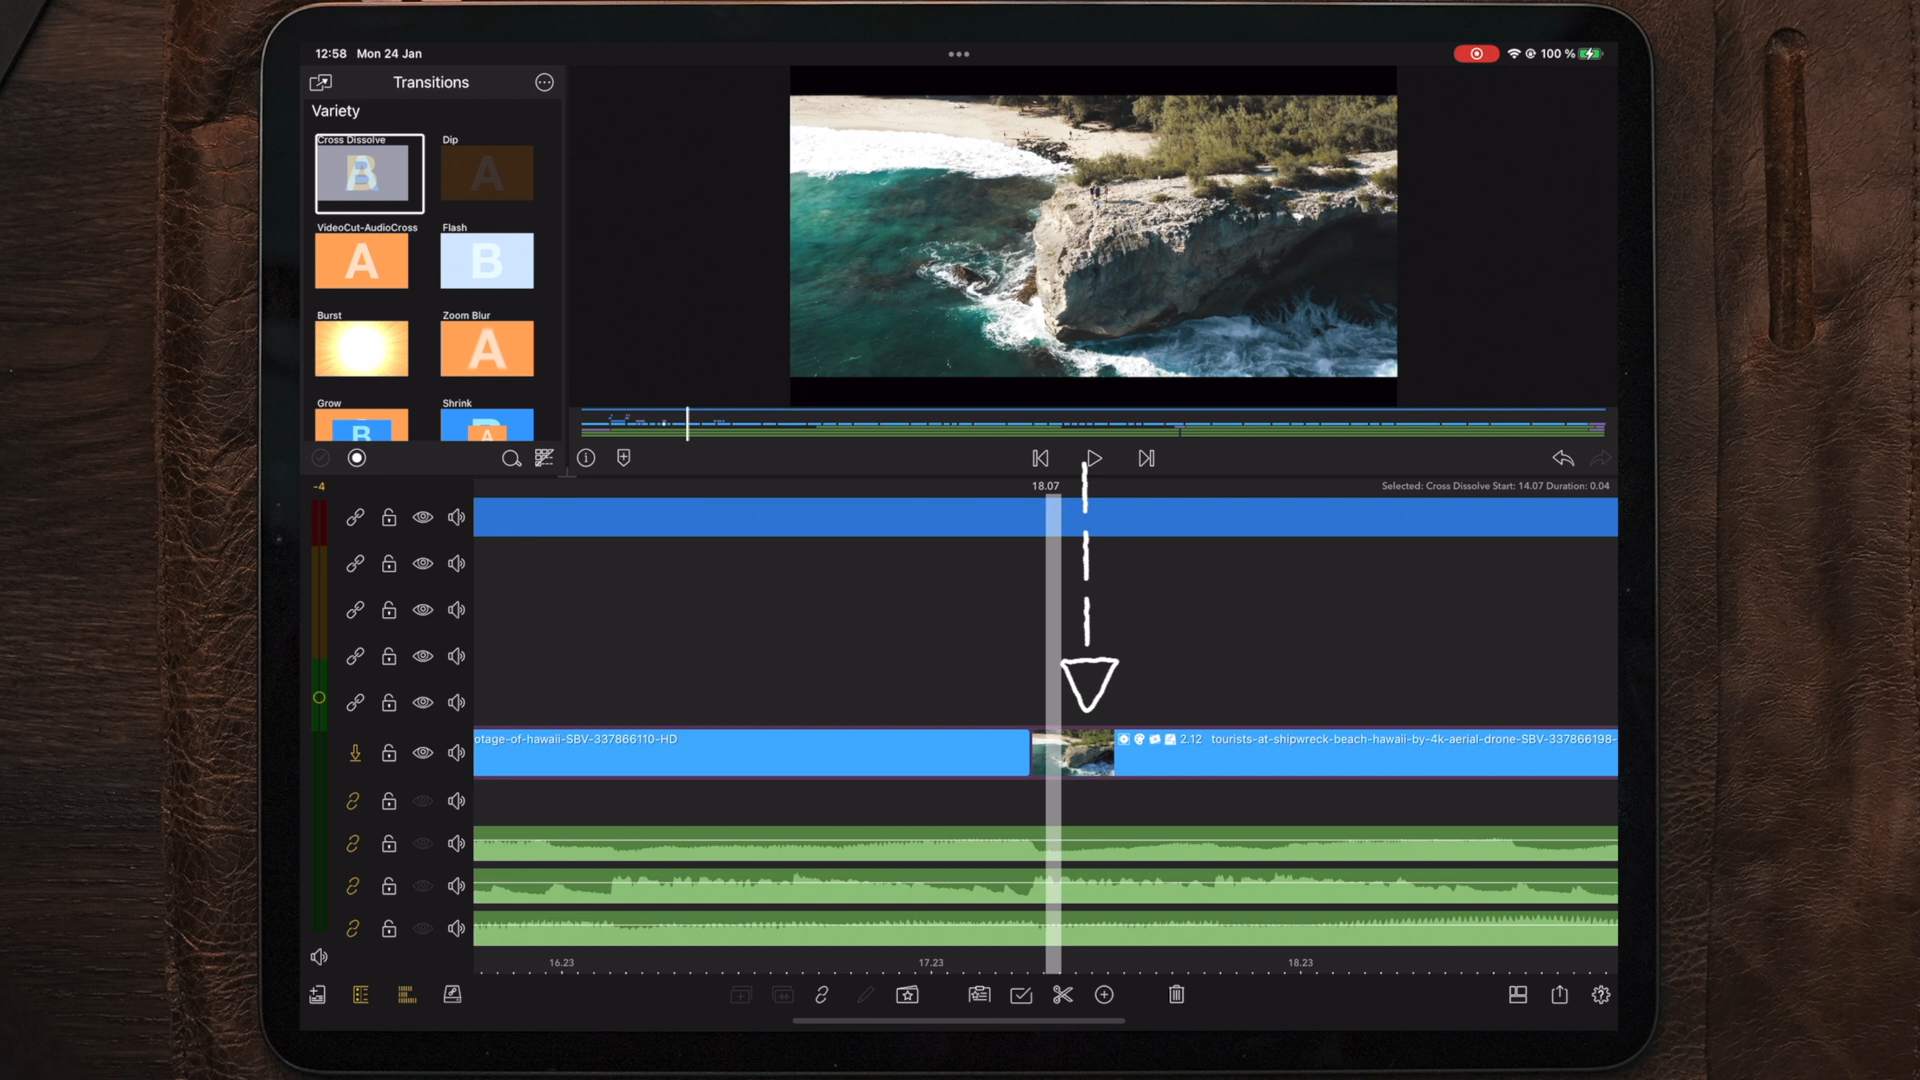 12:58 Mon 24 Jan
100 %
Transitions
Variety
Cross Dissolve
Dip
B
A
VideoCut-AudioCross
Flash
A
B
Burst
Zoom Blur
A
Grow
Shrink
B
A
-4
18.07
Selected: Cross Dissolve Start: 14.07 Duration: 0.04
otage-of-hawaii-SBV-337866110-HD
2.12 tourists-at-shipwreck-beach-hawaii-by-4k-aerial-drone-SBV-337866198-
16.23
17.23
18.23